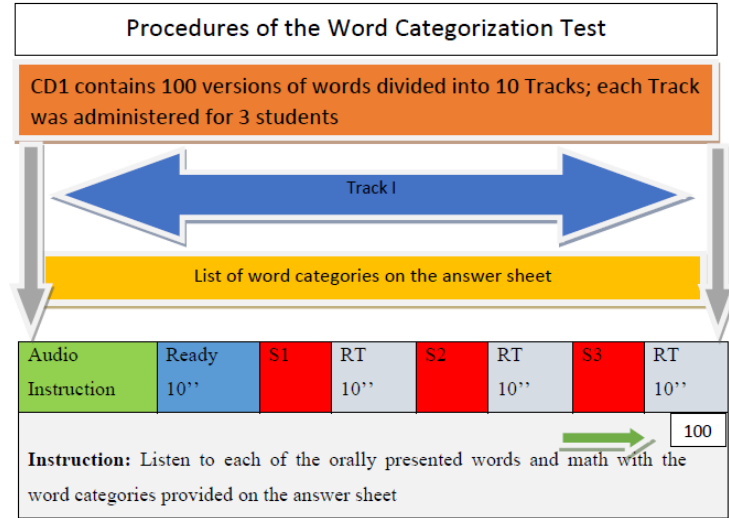 Procedures of the Word Categorization Test
CD1 contains 100 versions of words divided into 10 Tracks; each Track
was administered for 3 students
Track I
List of word categories on the answer sheet
Audio Ready S1 RT S2 RT S3 RT
Instruction 10’’ 10’’ 10’’ 10’’
100
Instruction: Listen to each of the orally presented words and math with the
word categories provided on the answer sheet